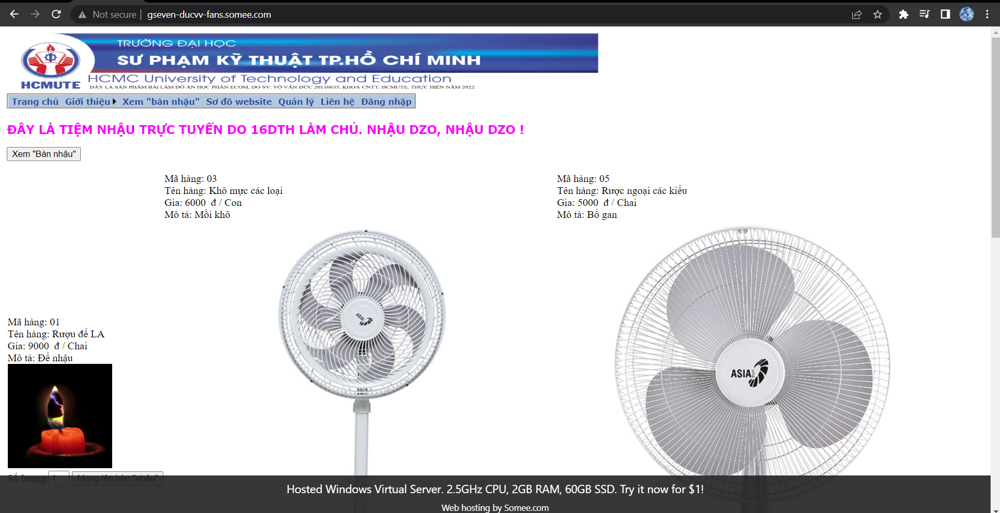 Not secure
gseven-ducvv-fans.somee.com
TRƯỜNG ĐẠI HỌC
SƯ PHẠM KỸ THUẬT TP.HỒ CHÍ MINH
HCMUTE
HCMC University of Technology and Education
ĐÂY LÀ SẢN PHẨM BÀI LÀM ĐỒ ÁN HỌC PHẦN ECOM, DO SV: VÕ VĂN ĐỨC 20110635, KHOA CNTT, HCMUTE, THỰC HIỆN NĂM 2022
Trang chủ Giới thiệu Xem "bàn nhậu" Sơ đồ website Quản lý Liên hệ Đăng nhập
ĐÂY LÀ TIỆM NHẬU TRỰC TUYẾN DO 16DTH LÀM CHỦ. NHẬU DZO, NHẬU DZO !
Xem "Bàn nhậu"
Mã hàng: 01
Tên hàng: Rượu đế LA
Gia: 9000 đ / Chai
Mô tả: Để nhậu
Số lượng: 1 Mang lên bàn "nhậu"
Mã hàng: 03
Tên hàng: Khô mực các loại
Gia: 6000 đ / Con
Mô tả: Mồi khô
ASIA
Mã hàng: 05
Tên hàng: Rược ngoại các kiểu
Gia: 5000 đ / Chai
Mô tả: Bổ gan
ASIA
Hosted Windows Virtual Server. 2.5GHz CPU, 2GB RAM, 60GB SSD. Try it now for $1!
Web hosting by Somee.com